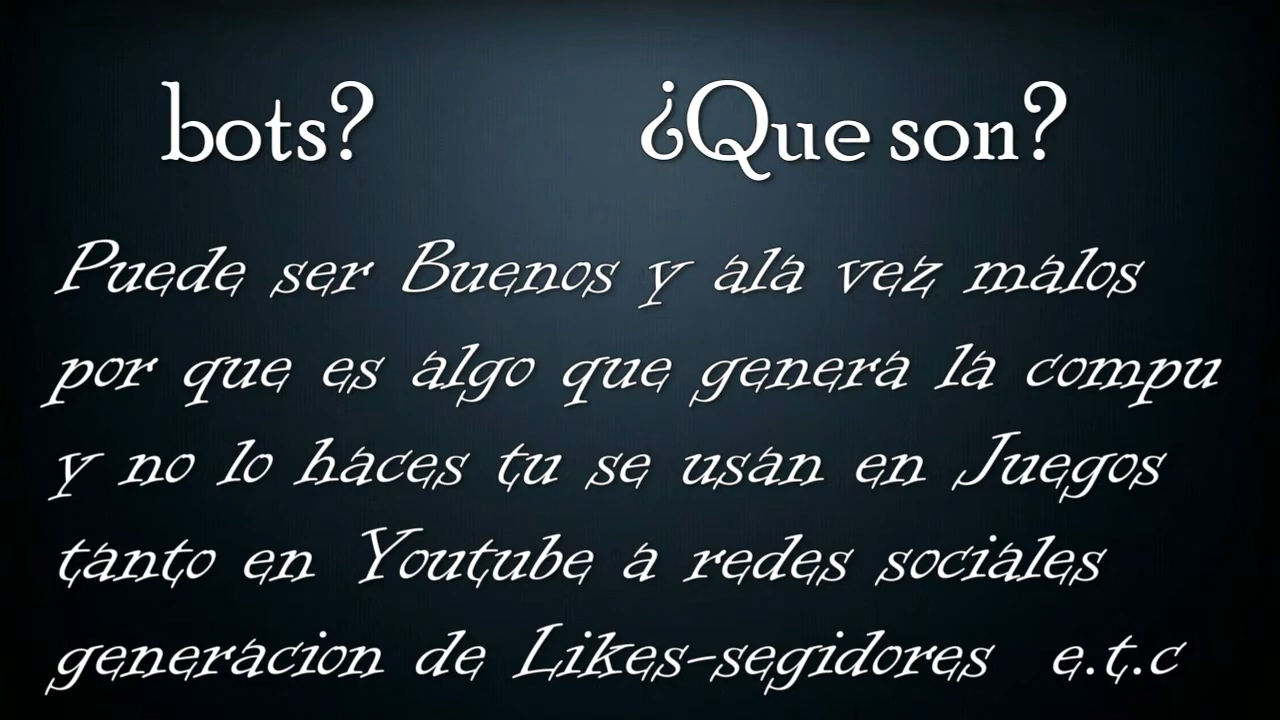 bots? ¿Que son?
Puede ser Buenos y ala vez malos
por que es algo que genera la compu
y no lo haces tu se usan en Juegos
tanto en Youtube a redes sociales
generacion de Likes-segidores e.t.c